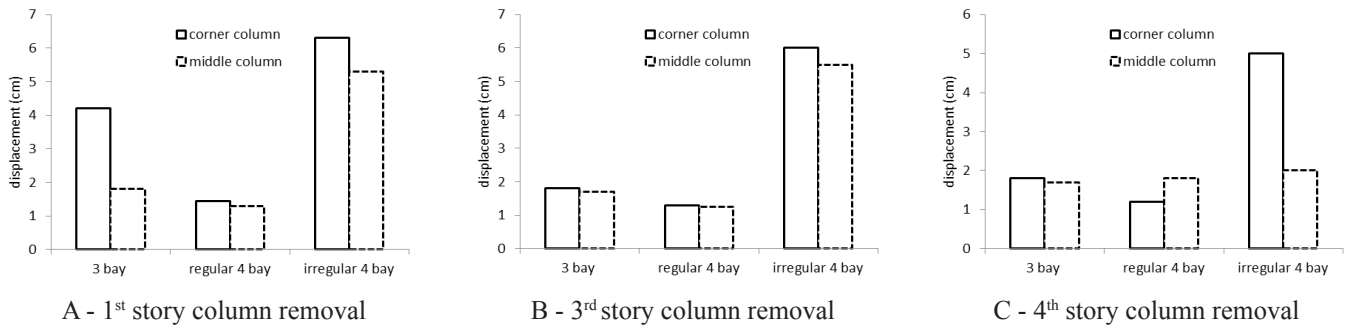 7
6
5
4
3
2
1
0
displacement (cm)
corner column
middle column
3 bay
regular 4 bay
irregular 4 bay
A - 1st story column removal
7
6
5
4
3
2
1
0
displacement (cm)
corner column
middle column
3 bay
regular 4 bay
irregular 4 bay
B - 3rd story column removal
6
5
4
3
2
1
0
displacement (cm)
corner column
middle column
3 bay
regular 4 bay
irregular 4 bay
C - 4th story column removal